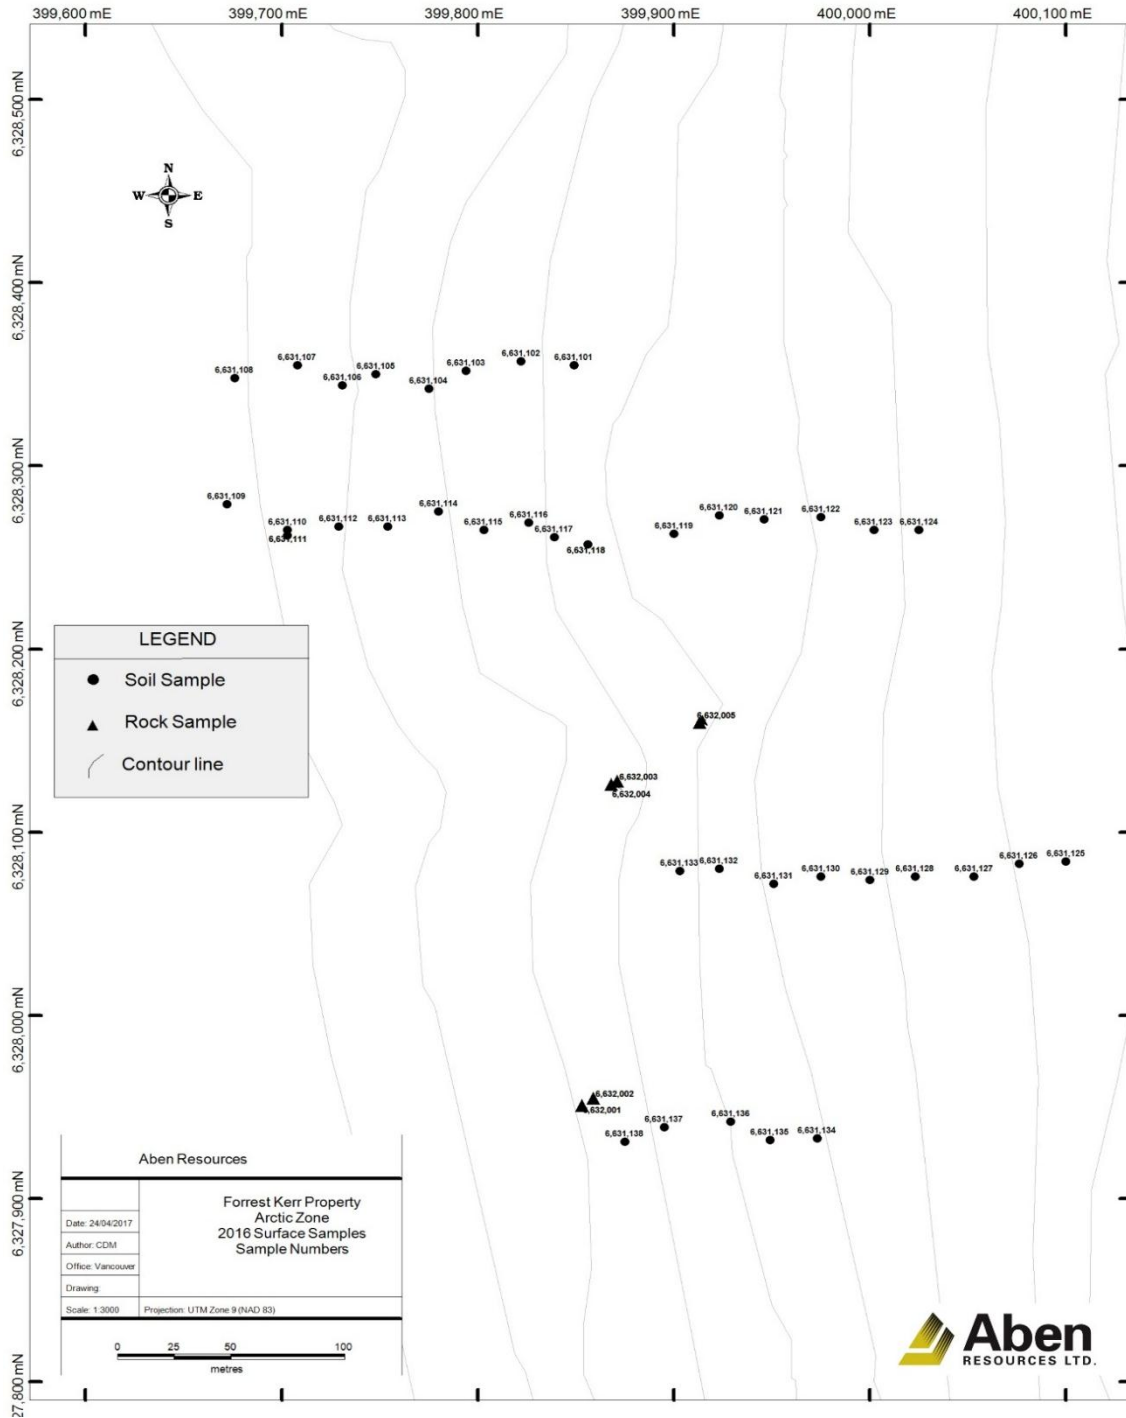 399,600 mE 399,700 mE 399,800 mE 399,900 mE 400,000 mE 400,100 mE
6,328,500 mN
N
W E
S
6,328,400 mN
6,631,108
6,631,107
6,631,106
6,631,105
6,631,104
6,631,103
6,631,102
6,631,101
6,328,300 mN
6,631,109
6,631,110
6,631,111
6,631,112
6,631,113
6,631,114
6,631,115
6,631,116
6,631,117
6,631,118
6,631,119
6,631,120
6,631,121
6,631,122
6,631,123
6,631,124
6,328,200 mN
LEGEND
Soil Sample
Rock Sample
Contour line
6,632,005
6,632,003
6,632,004
6,328,100 mN
6,631,133
6,631,132
6,631,131
6,631,130
6,631,129
6,631,128
6,631,127
6,631,126
6,631,125
6,328,000 mN
6,632,002
6,632,001
6,631,138
6,631,137
6,631,136
6,631,135
6,631,134
6,327,900 mN
Aben Resources
Forrest Kerr Property
Arctic Zone
2016 Surface Samples
Sample Numbers
Date: 24/04/2017
Author: CDM
Office: Vancouver
Drawing:
Scale: 1:3000 Projection: UTM Zone 9 (NAD 83)
0 25 50 100
metres
27,800 mN
Aben
RESOURCES LTD.